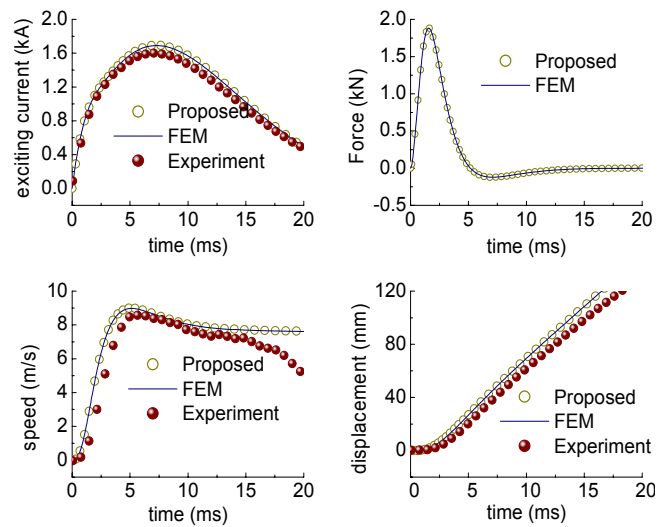 exciting current (kA)
2.0
1.6
1.2
0.8
0.4
0.0
Proposed
FEM
Experiment
0 5 10 15 20
time (ms)
Force (kN)
2.0
1.5
1.0
0.5
0.0
-0.5
Proposed
FEM
0 5 10 15 20
time (ms)
speed (m/s)
10
8
6
4
2
0
Proposed
FEM
Experiment
0 5 10 15 20
time (ms)
displacement (mm)
120
80
40
0
Proposed
FEM
Experiment
0 5 10 15 20
time (ms)